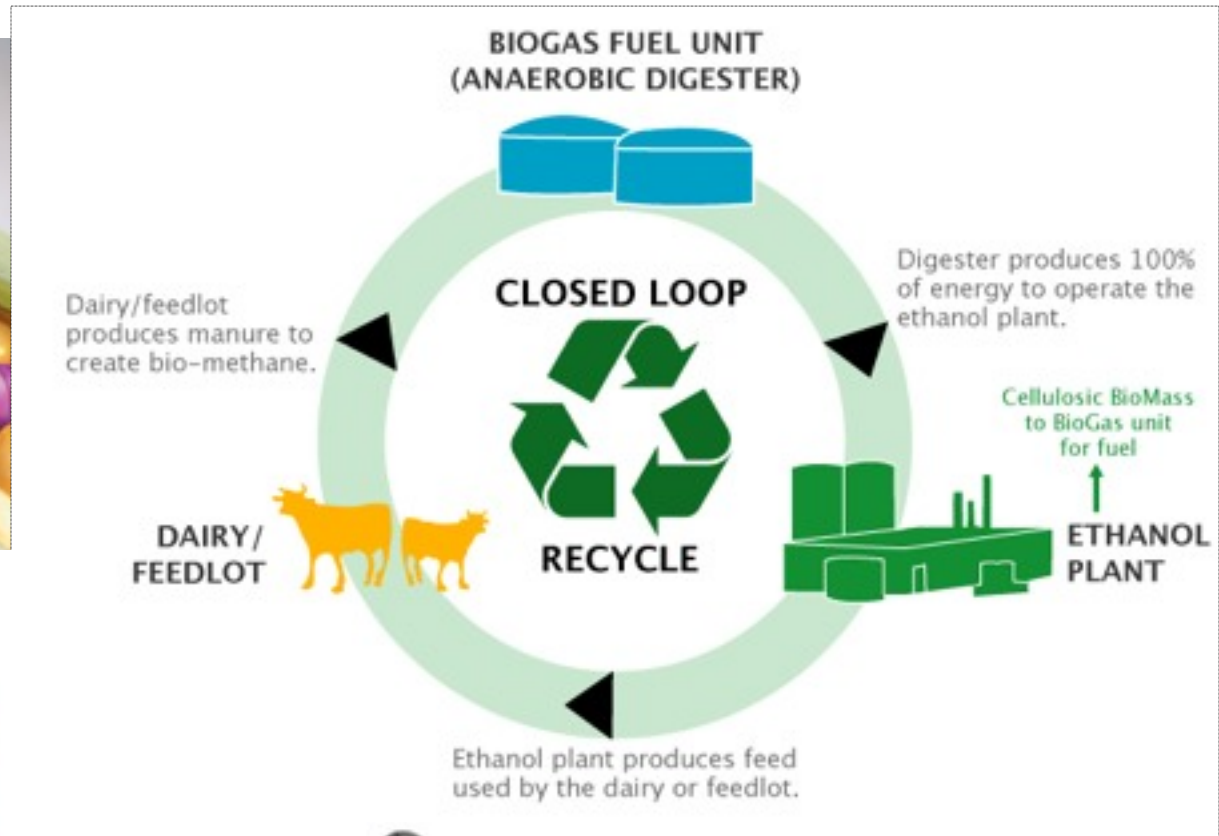 BIOGAS FUEL UNIT
(ANAEROBIC DIGESTER)
Digester produces 100%
of energy to operate the
ethanol plant.
CLOSED LOOP
Dairy/feedlot
produces manure to
create bio-methane.
Cellulosic BioMass
to BioGas unit
for fuel
DAIRY/
FEEDLOT
RECYCLE
ETHANOL
PLANT
Ethanol plant produces feed
used by the dairy or feedlot.